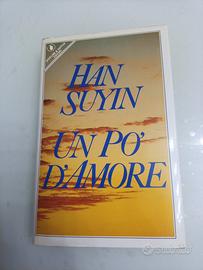 HAN
SUYIN
UN PO'
D'AMORE